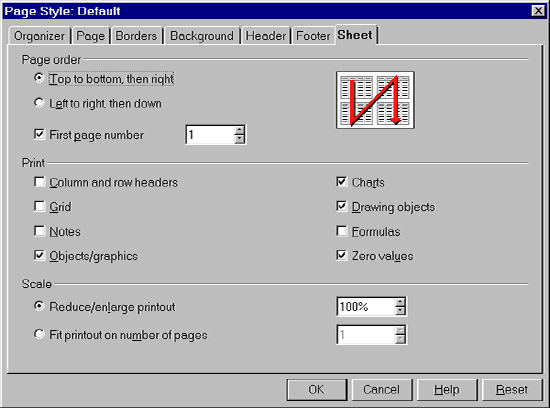 Page Style: Default
Organizer Page Borders Background Header Footer Sheet
Page order
Top to bottom, then right
Left to right, then down
First page number 1
Print
Column and row headers Charts
Grid Drawing objects
Notes Formulas
Objects/graphics Zero values
Scale
Reduce/enlarge printout 100%
Fit printout on number of pages 1
OK Cancel Help Reset